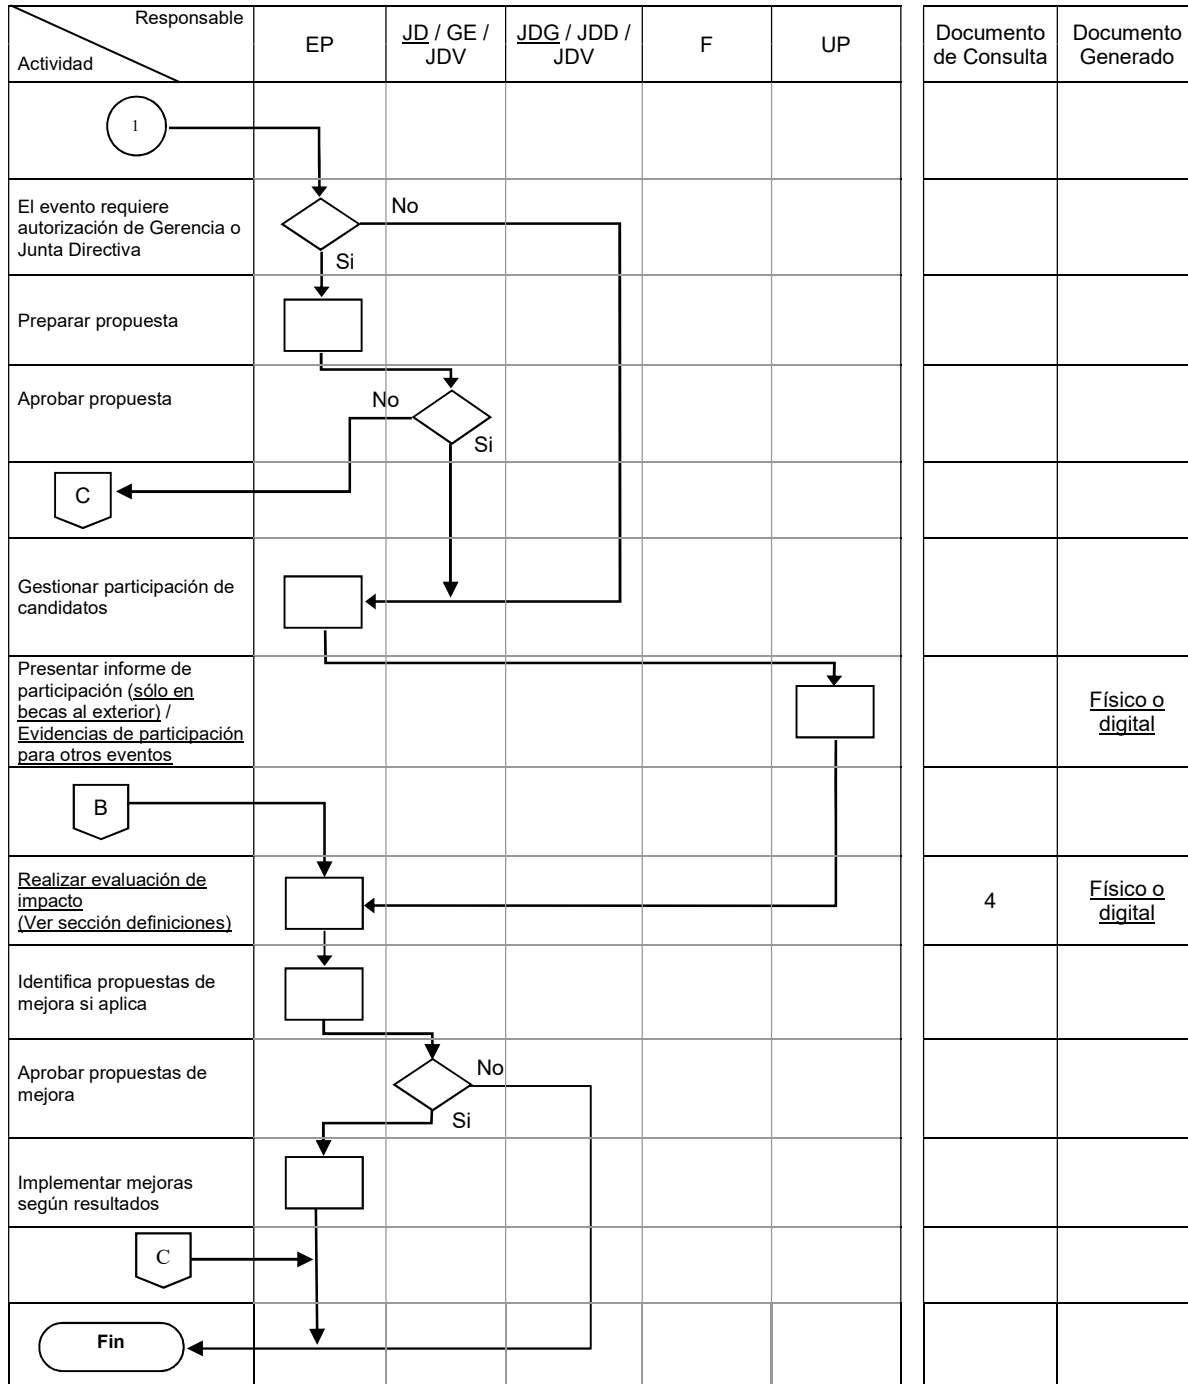 Responsable
Actividad
EP
JD / GE /
JDV
JDG / JDD /
JDV
F
UP
Documento
de Consulta
Documento
Generado
1
El evento requiere
autorización de Gerencia o
Junta Directiva
No
Si
Preparar propuesta
Aprobar propuesta
No
Si
C
Gestionar participación de
candidatos
Presentar informe de
participación (sólo en
becas al exterior) /
Evidencias de participación
para otros eventos
Físico o
digital
B
Realizar evaluación de
impacto
(Ver sección definiciones)
4
Físico o
digital
Identifica propuestas de
mejora si aplica
Aprobar propuestas de
mejora
No
Si
Implementar mejoras
según resultados
C
Fin